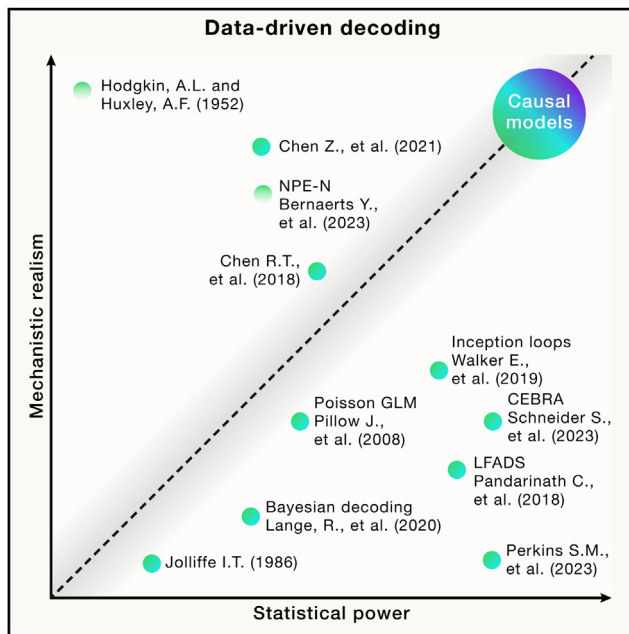 Data-driven decoding
Hodgkin, A.L. and
Huxley, A.F. (1952)
Causal
models
Chen Z., et al. (2021)
NPE-N
Bernaerts Y.,
et al. (2023)
Chen R.T.,
et al. (2018)
Mechanistic realism
Inception loops
Walker E.,
et al. (2019)
CEBRA
Schneider S.,
et al. (2023)
Poisson GLM
Pillow J.,
et al. (2008)
LFADS
Pandarinath C.,
et al. (2018)
Bayesian decoding
Lange, R., et al. (2020)
Jolliffe I.T. (1986)
Perkins S.M.,
et al. (2023)
Statistical power